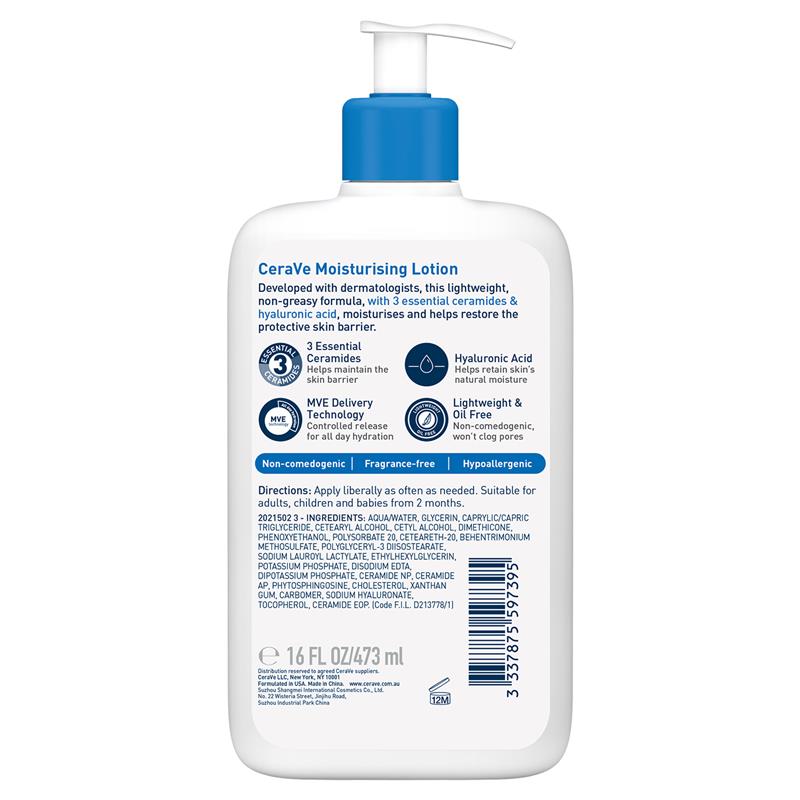 CeraVe Moisturising Lotion
Developed with dermatologists, this lightweight,
non-greasy formula, with 3 essential ceramides &
hyaluronic acid, moisturises and helps restore the
protective skin barrier.
ESSENTIAL
3
CERAMIDES
3 Essential
Ceramides
Helps maintain the
skin barrier
Hyaluronic Acid
Helps retain skin's
natural moisture
MVE
technology
MVE Delivery
Technology
Controlled release
for all day hydration
LIGHTWEIGHT
OIL FREE
Lightweight &
Oil Free
Non-comedogenic,
won't clog pores
Non-comedogenic | Fragrance-free | Hypoallergenic
Directions: Apply liberally as often as needed. Suitable for
adults, children and babies from 2 months.
2021502 3 - INGREDIENTS: AQUA/WATER, GLYCERIN, CAPRYLIC/CAPRIC
TRIGLYCERIDE, CETEARYL ALCOHOL, CETYL ALCOHOL, DIMETHICONE,
PHENOXYETHANOL, POLYSORBATE 20, CETEARETH-20, BEHENTRIMONIUM
METHOSULFATE, POLYGLYCERYL-3 DIISOSTEARATE,
SODIUM LAUROYL LACTYLATE, ETHYLHEXYLGLYCERIN,
POTASSIUM PHOSPHATE, DISODIUM EDTA,
DIPOTASSIUM PHOSPHATE, CERAMIDE NP, CERAMIDE
AP, PHYTOSPHINGOSINE, CHOLESTEROL, XANTHAN
GUM, CARBOMER, SODIUM HYALURONATE,
TOCOPHEROL, CERAMIDE EOP. (Code F.I.L. D213778/1)
3 337875 597395
℮ 16 FL OZ/473 ml
Distribution reserved to agreed CeraVe suppliers.
CeraVe LLC, New York, NY 10001
Formulated in USA. Made in China. www.cerave.com.au
Suzhou Shangmei International Cosmetics Co., Ltd.
No. 22 Wisteria Street, Jinjihu Road,
Suzhou Industrial Park China
12M